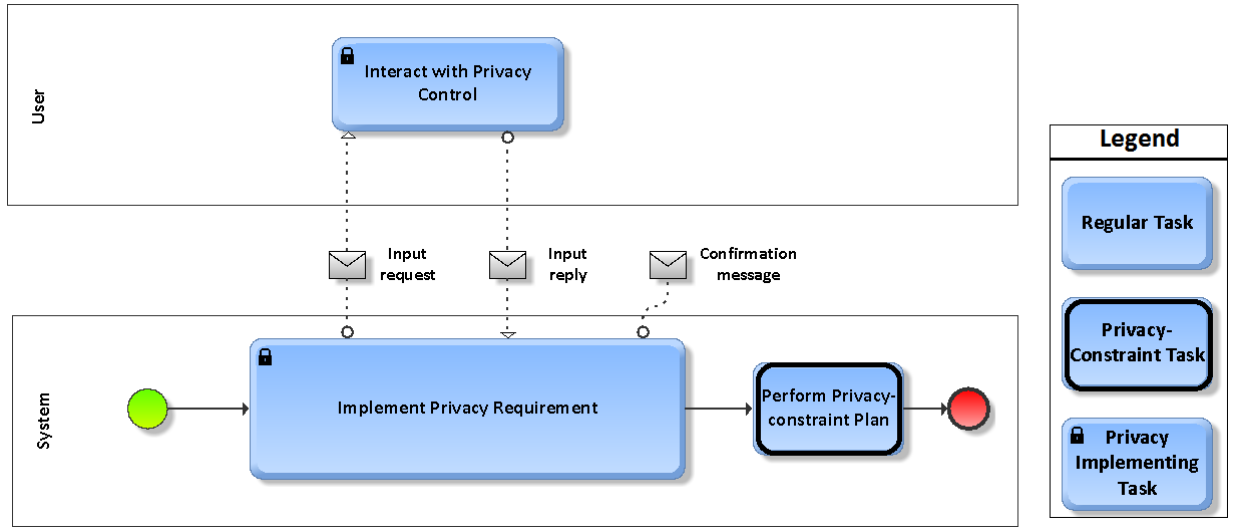 User
Interact with Privacy
Control
Input
request
Input
reply
Confirmation
message
System
Implement Privacy Requirement
Perform Privacy-
constraint Plan
Legend
Regular Task
Privacy-
Constraint Task
Privacy
Implementing
Task